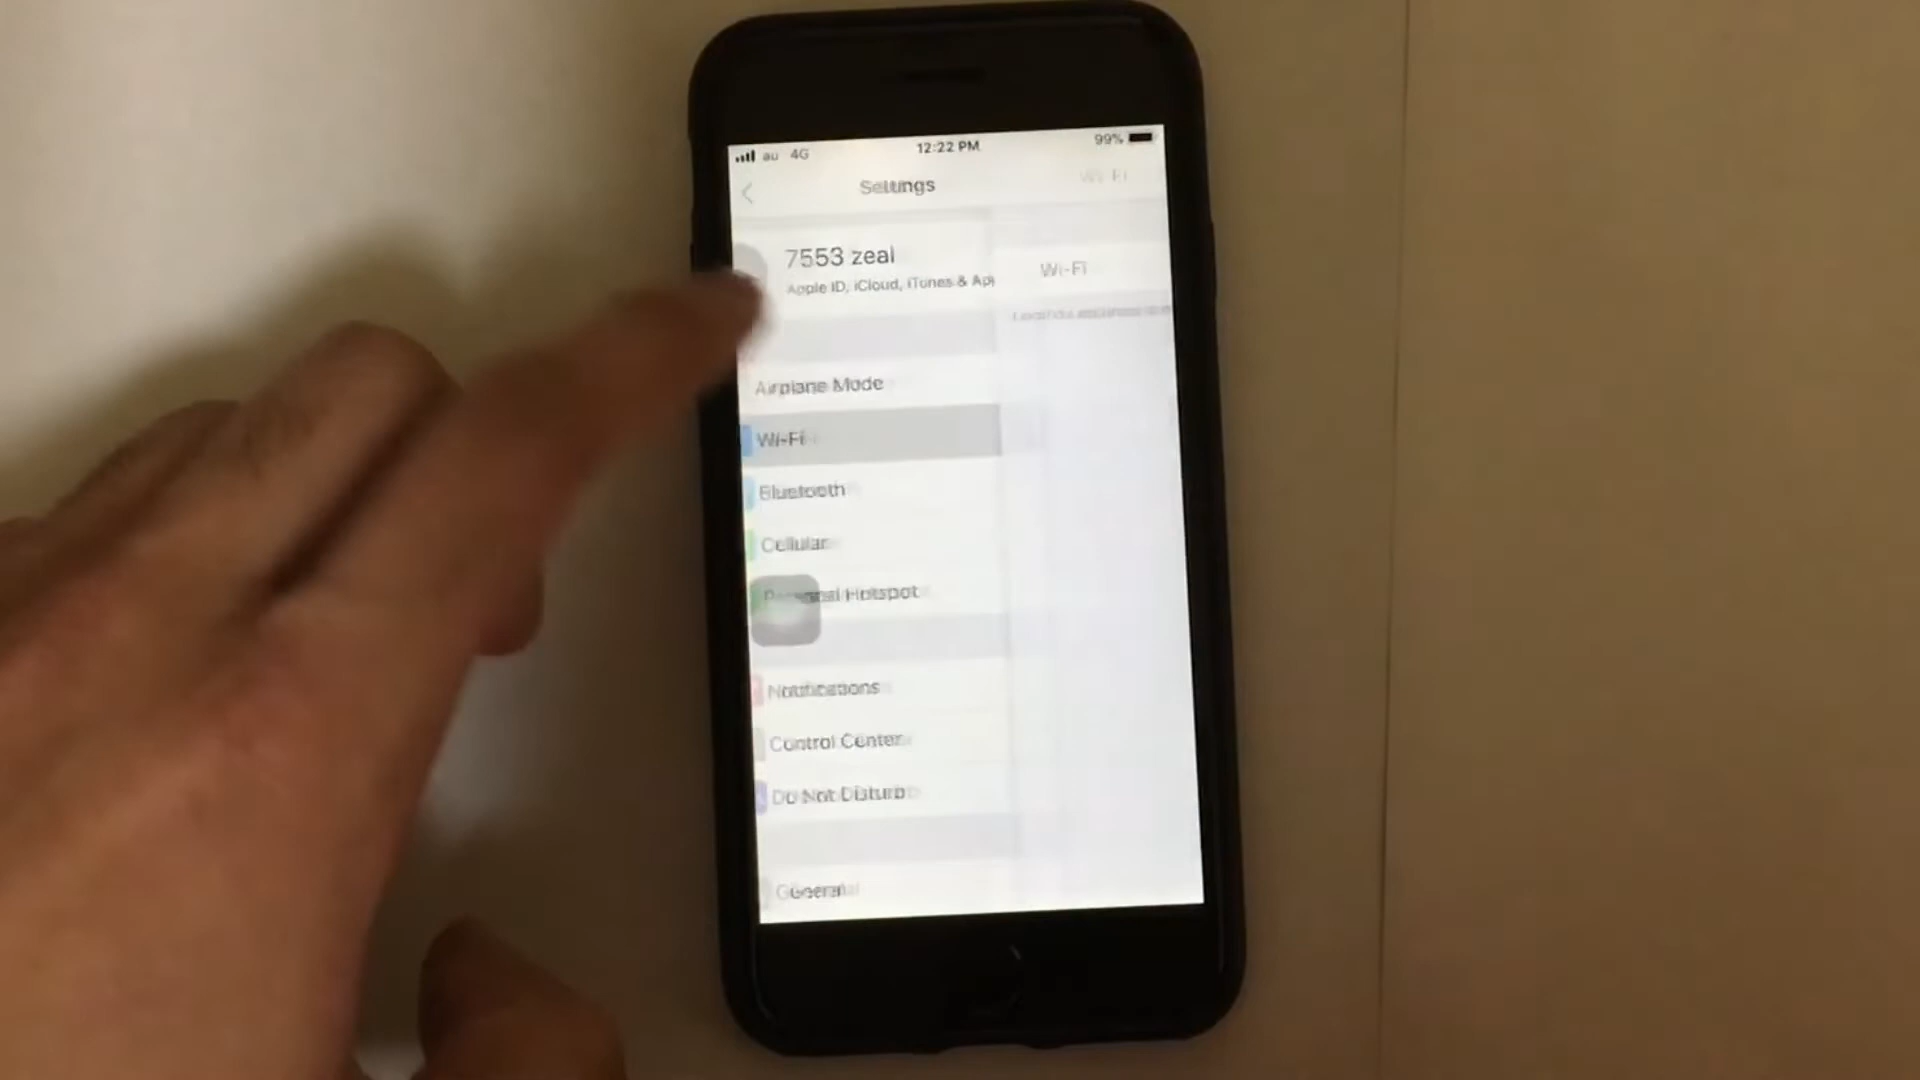 au 4G 12:22 PM 99%
Settings Wi-Fi
7553 zeal
Apple ID, iCloud, iTunes & Ap
Wi-Fi
Airplane Mode
Wi-Fi
Bluetooth
Cellular
Personal Hotspot
Notifications
Control Center
Do Not Disturb
General